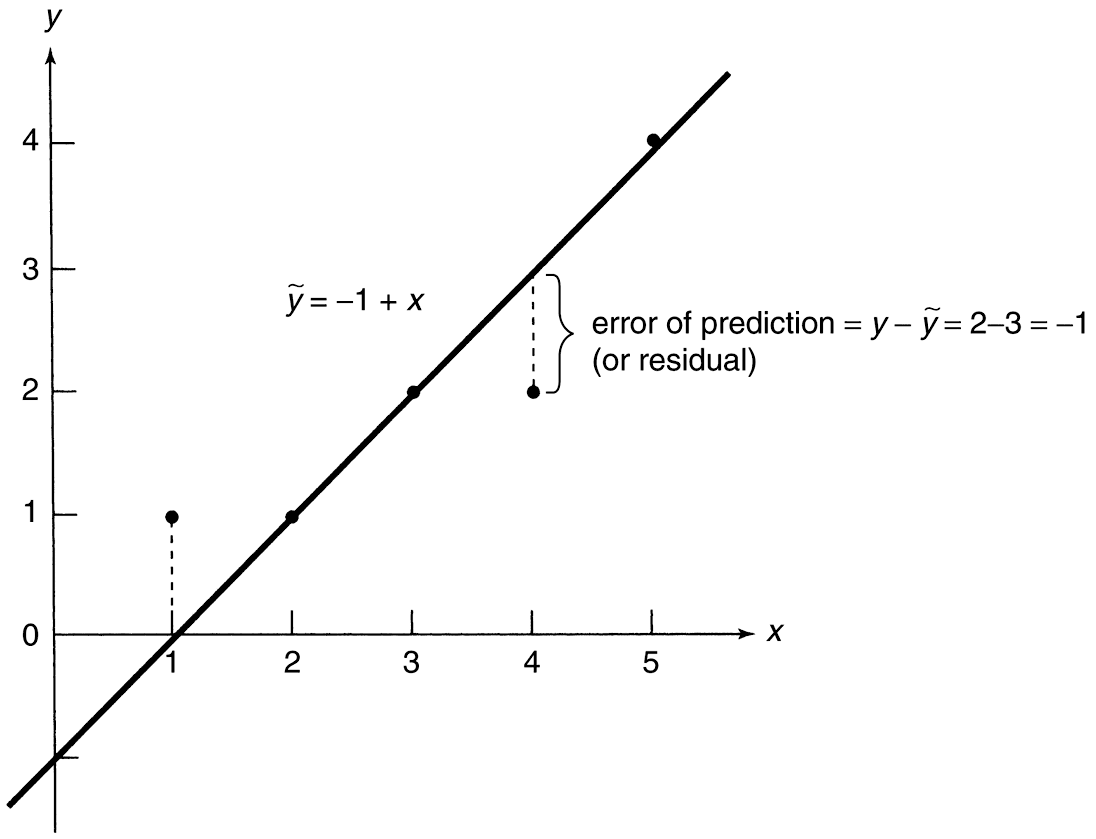 y
4
3
ỹ = −1 + x
error of prediction = y − ỹ = 2−3 = −1
(or residual)
2
1
0
x
1 2 3 4 5